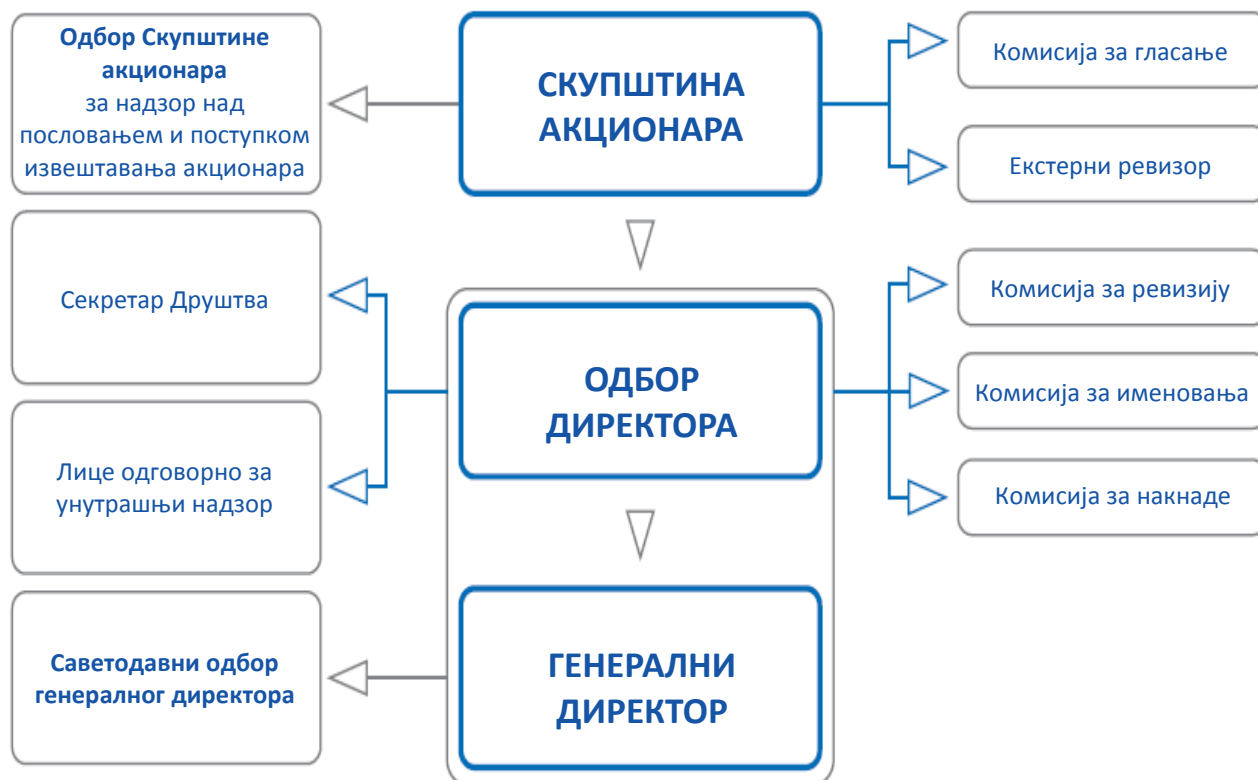 Одбор Скупштине
акционара
за надзор над
пословањем и поступком
извештавања акционара
СКУПШТИНА
АКЦИОНАРА
Комисија за гласање
Екстерни ревизор
Секретар Друштва
Лице одговорно за
унутрашњи надзор
ОДБОР
ДИРЕКТОРА
Комисија за ревизију
Комисија за именовања
Комисија за накнаде
Саветодавни одбор
генералног директора
ГЕНЕРАЛНИ
ДИРЕКТОР